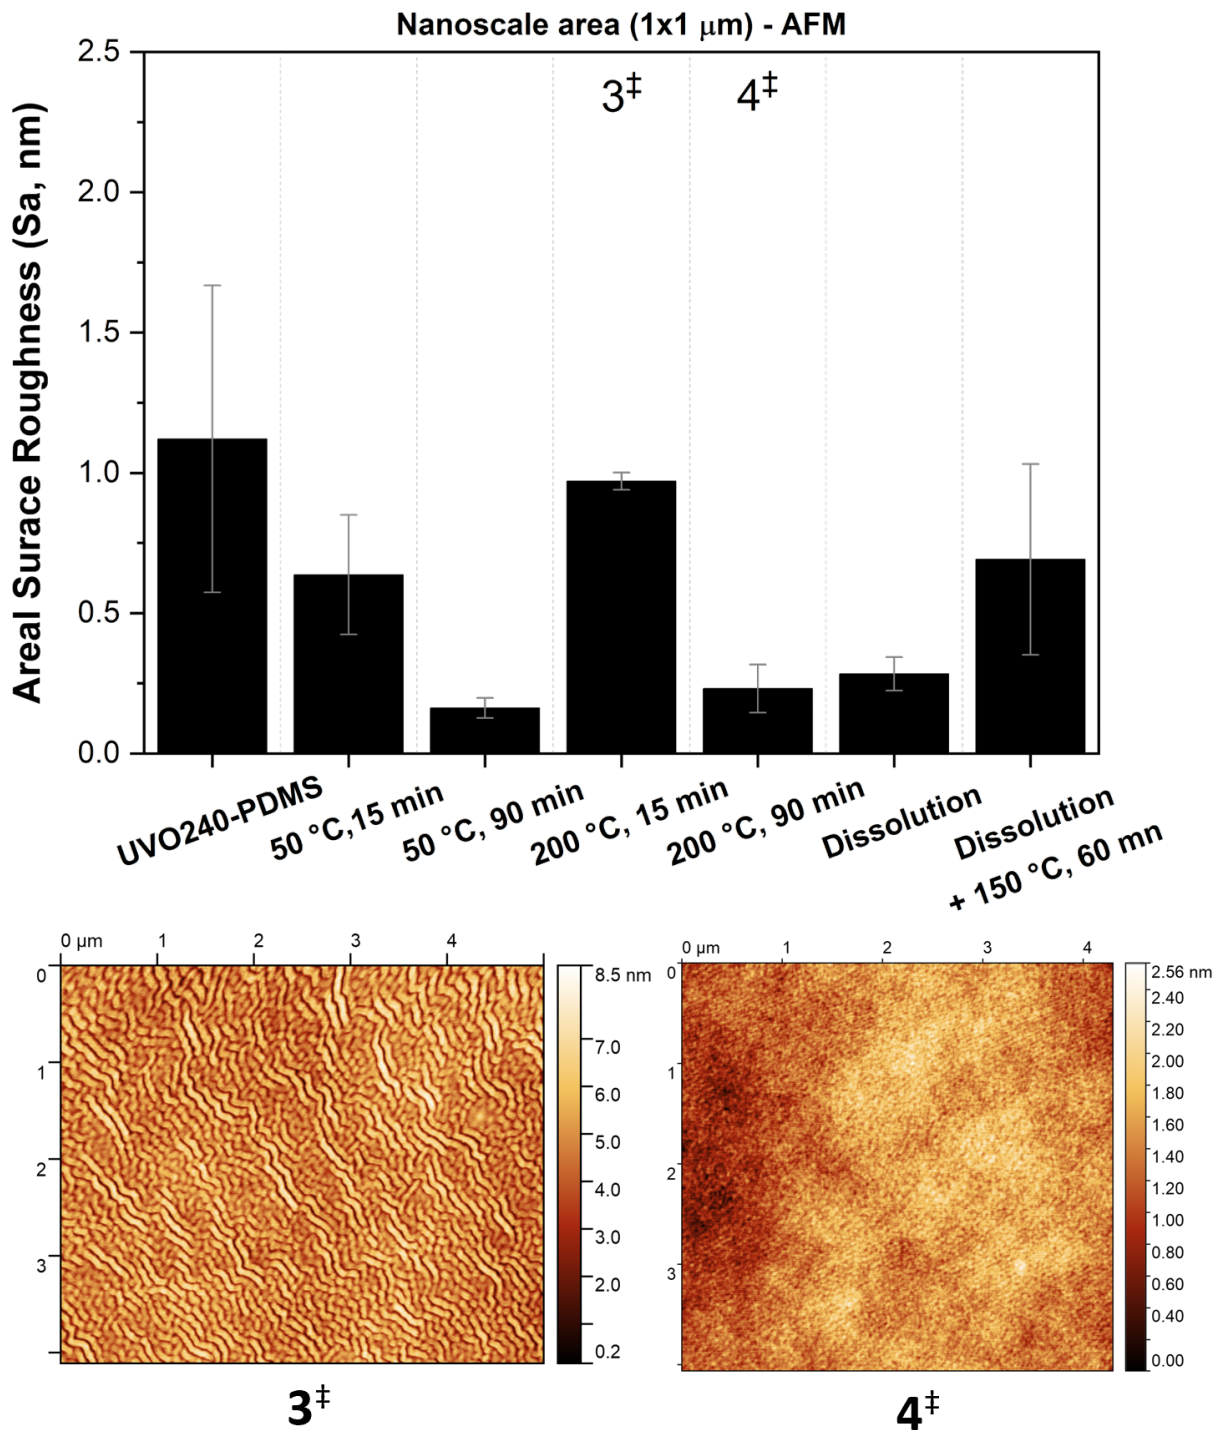 Nanoscale area (1x1 μm) - AFM
Areal Surace Roughness (Sa, nm)
2.5
2.0
1.5
1.0
0.5
0.0
3‡
4‡
UVO240-PDMS
50 °C,15 min
50 °C, 90 min
200 °C, 15 min
200 °C, 90 min
Dissolution
Dissolution
+ 150 °C, 60 mn
0 μm 1 2 3 4
0
1
2
3
8.5 nm
7.0
6.0
5.0
4.0
3.0
2.0
0.2
3‡
0 μm 1 2 3 4
0
1
2
3
2.56 nm
2.40
2.20
2.00
1.80
1.60
1.40
1.20
1.00
0.80
0.60
0.40
0.00
4‡